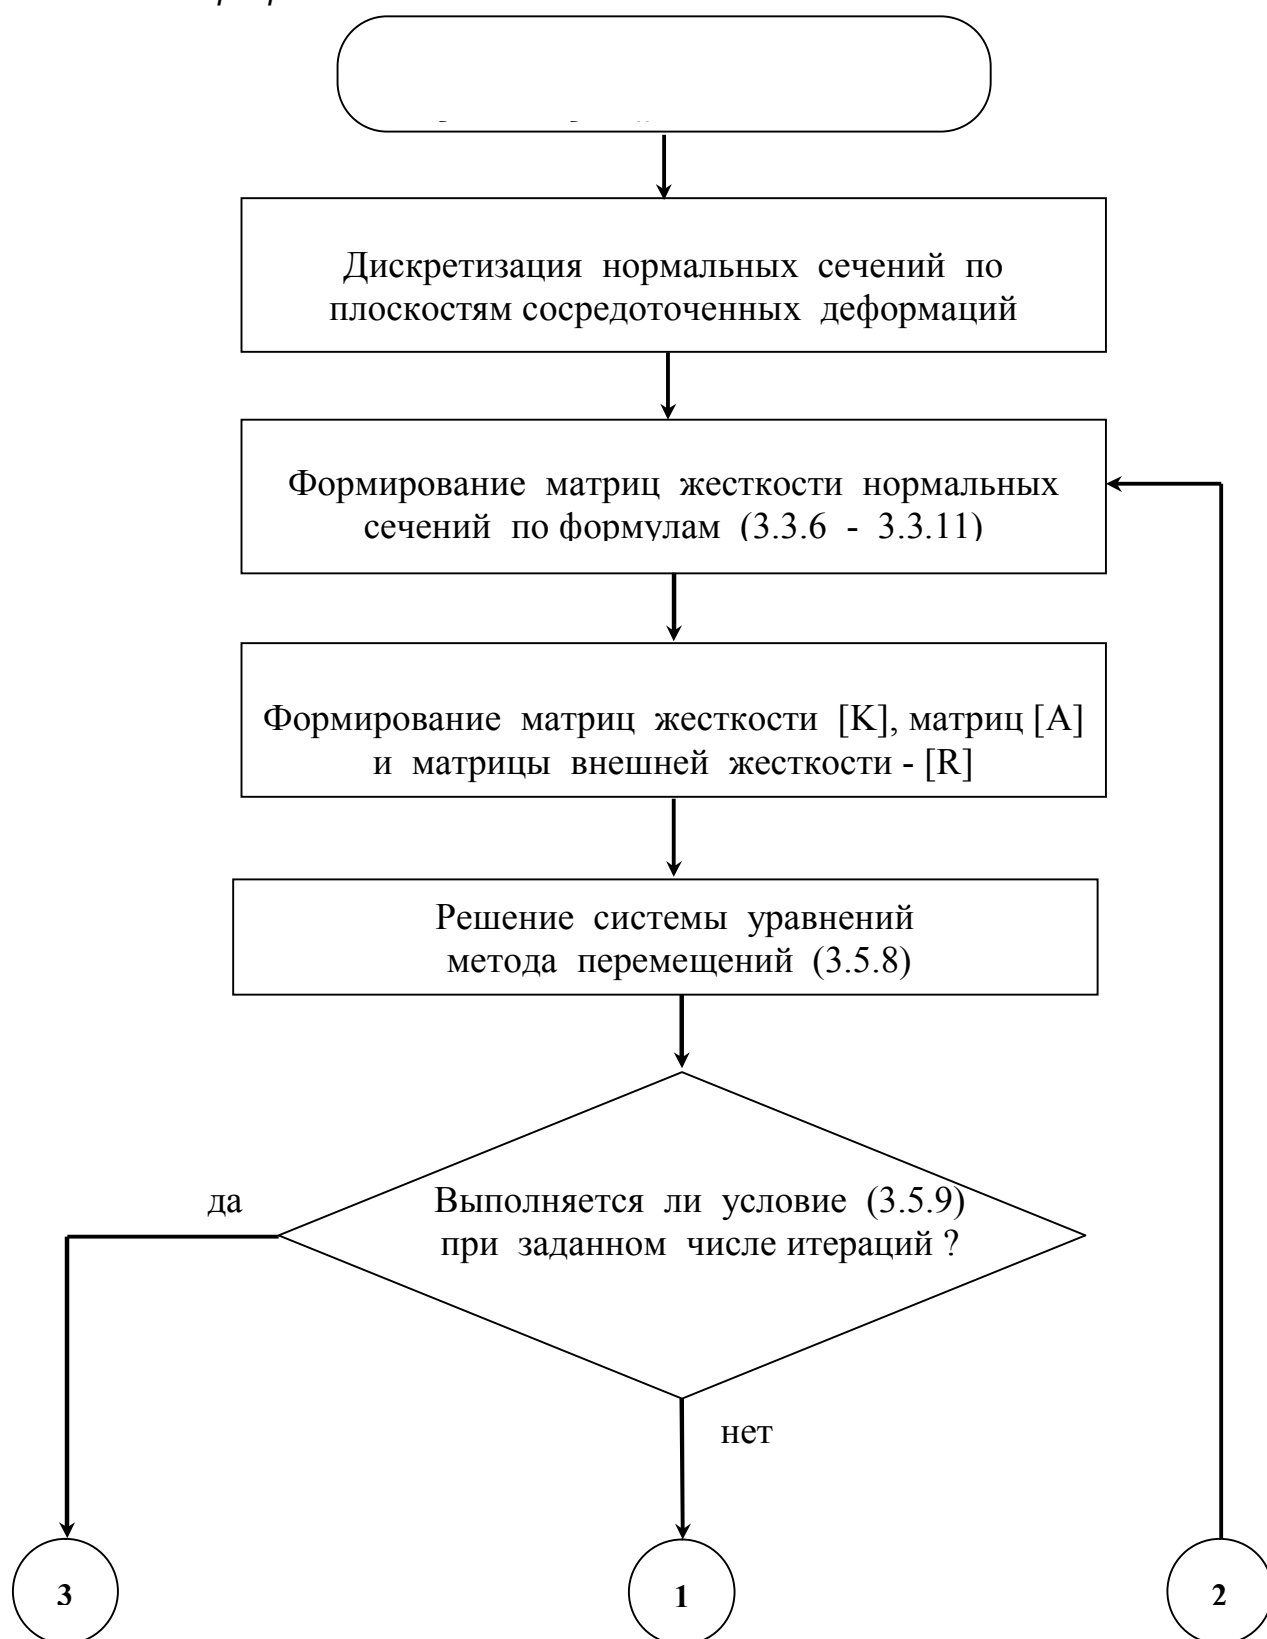 Дискретизация нормальных сечений по
плоскостям сосредоточенных деформаций
Формирование матриц жесткости нормальных
сечений по формулам (3.3.6 - 3.3.11)
Формирование матриц жесткости [K], матриц [A]
и матрицы внешней жесткости - [R]
Решение системы уравнений
метода перемещений (3.5.8)
да
Выполняется ли условие (3.5.9)
при заданном числе итераций ?
нет
3
1
2